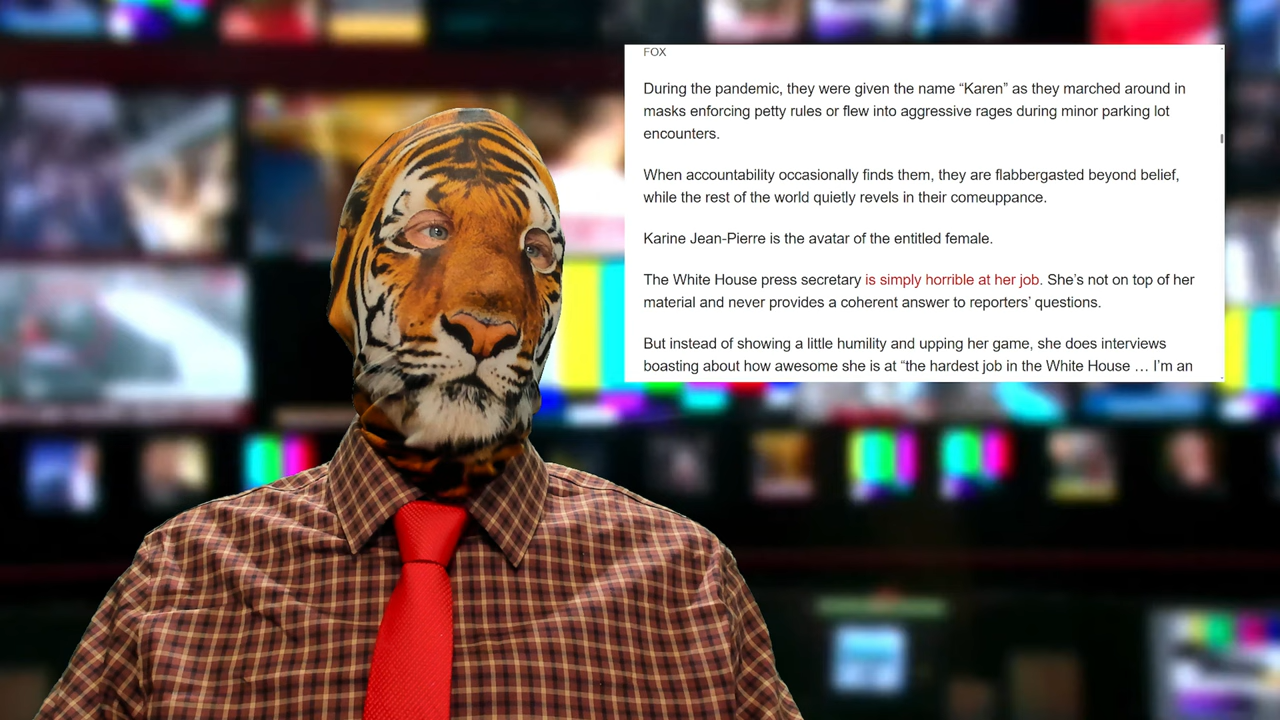 FOX
During the pandemic, they were given the name “Karen” as they marched around in
masks enforcing petty rules or flew into aggressive rages during minor parking lot
encounters.
When accountability occasionally finds them, they are flabbergasted beyond belief,
while the rest of the world quietly revels in their comeuppance.
Karine Jean-Pierre is the avatar of the entitled female.
The White House press secretary is simply horrible at her job. She’s not on top of her
material and never provides a coherent answer to reporters’ questions.
But instead of showing a little humility and upping her game, she does interviews
boasting about how awesome she is at “the hardest job in the White House … I’m an